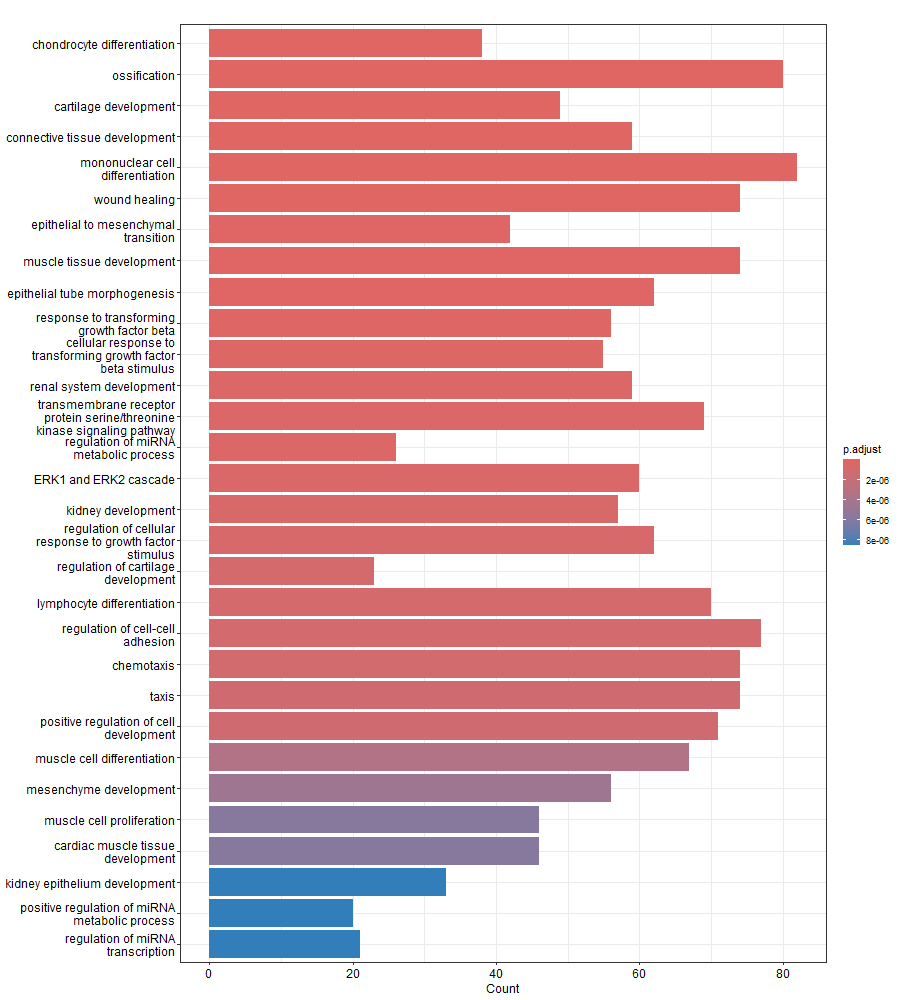 chondrocyte differentiation
ossification
cartilage development
connective tissue development
mononuclear cell
differentiation
wound healing
epithelial to mesenchymal
transition
muscle tissue development
epithelial tube morphogenesis
response to transforming
growth factor beta
cellular response to
transforming growth factor
beta stimulus
renal system development
transmembrane receptor
protein serine/threonine
kinase signaling pathway
regulation of miRNA
metabolic process
ERK1 and ERK2 cascade
kidney development
regulation of cellular
response to growth factor
stimulus
regulation of cartilage
development
lymphocyte differentiation
regulation of cell-cell
adhesion
chemotaxis
taxis
positive regulation of cell
development
muscle cell differentiation
mesenchyme development
muscle cell proliferation
cardiac muscle tissue
development
kidney epithelium development
positive regulation of miRNA
metabolic process
regulation of miRNA
transcription
0 20 40 60 80
Count
p.adjust
2e-06
4e-06
6e-06
8e-06